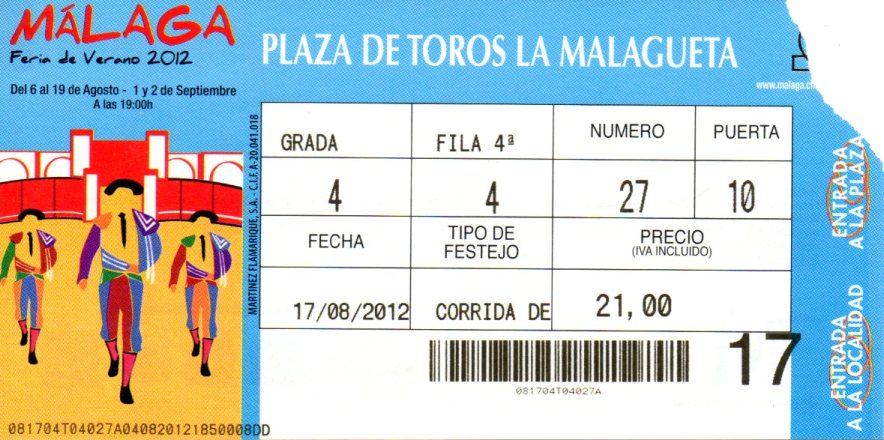 MÁLAGA
Feria de Verano 2012
Del 6 al 19 de Agosto - 1 y 2 de Septiembre
A las 19:00h
PLAZA DE TOROS LA MALAGUETA
www.malaga.
MARTINEZ FLAMARIQUE, S.A. - C.I.F. A-20.041.018
GRADA FILA 4ª NUMERO PUERTA
4 4 27 10
FECHA TIPO DE FESTEJO PRECIO
(IVA INCLUIDO)
17/08/2012 CORRIDA DE 21,00
081704T04027A
17
ENTRADA
A LA PLAZA
ENTRADA
A LA LOCALIDAD
081704T04027A040820121850008DD